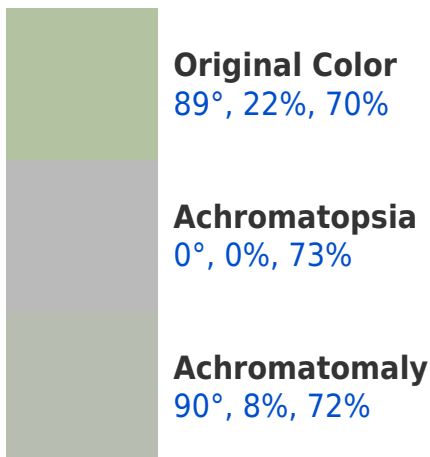 Original Color
89°, 22%, 70%
Achromatopsia
0°, 0%, 73%
Achromatomaly
90°, 8%, 72%